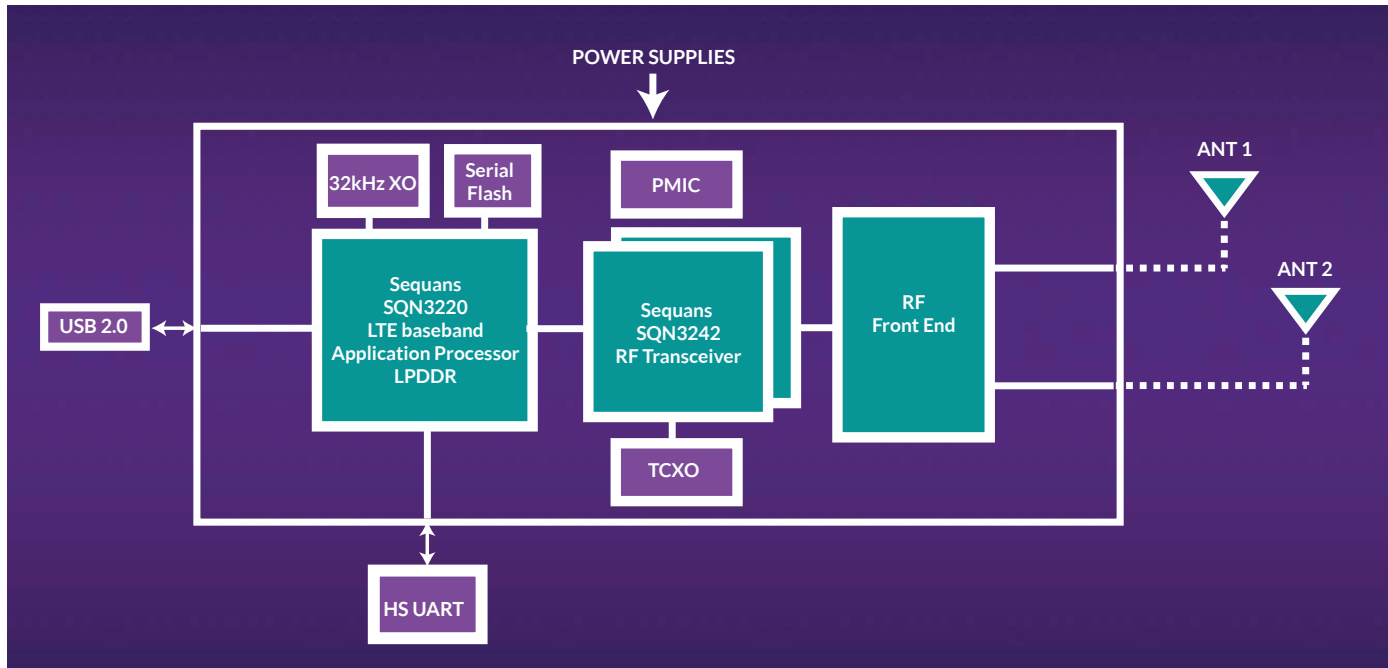 POWER SUPPLIES
32kHz XO
Serial
Flash
PMIC
ANT 1
ANT 2
USB 2.0
Sequans
SQN3220
LTE baseband
Application Processor
LPDDR
Sequans
SQN3242
RF Transceiver
RF
Front End
TCXO
HS UART